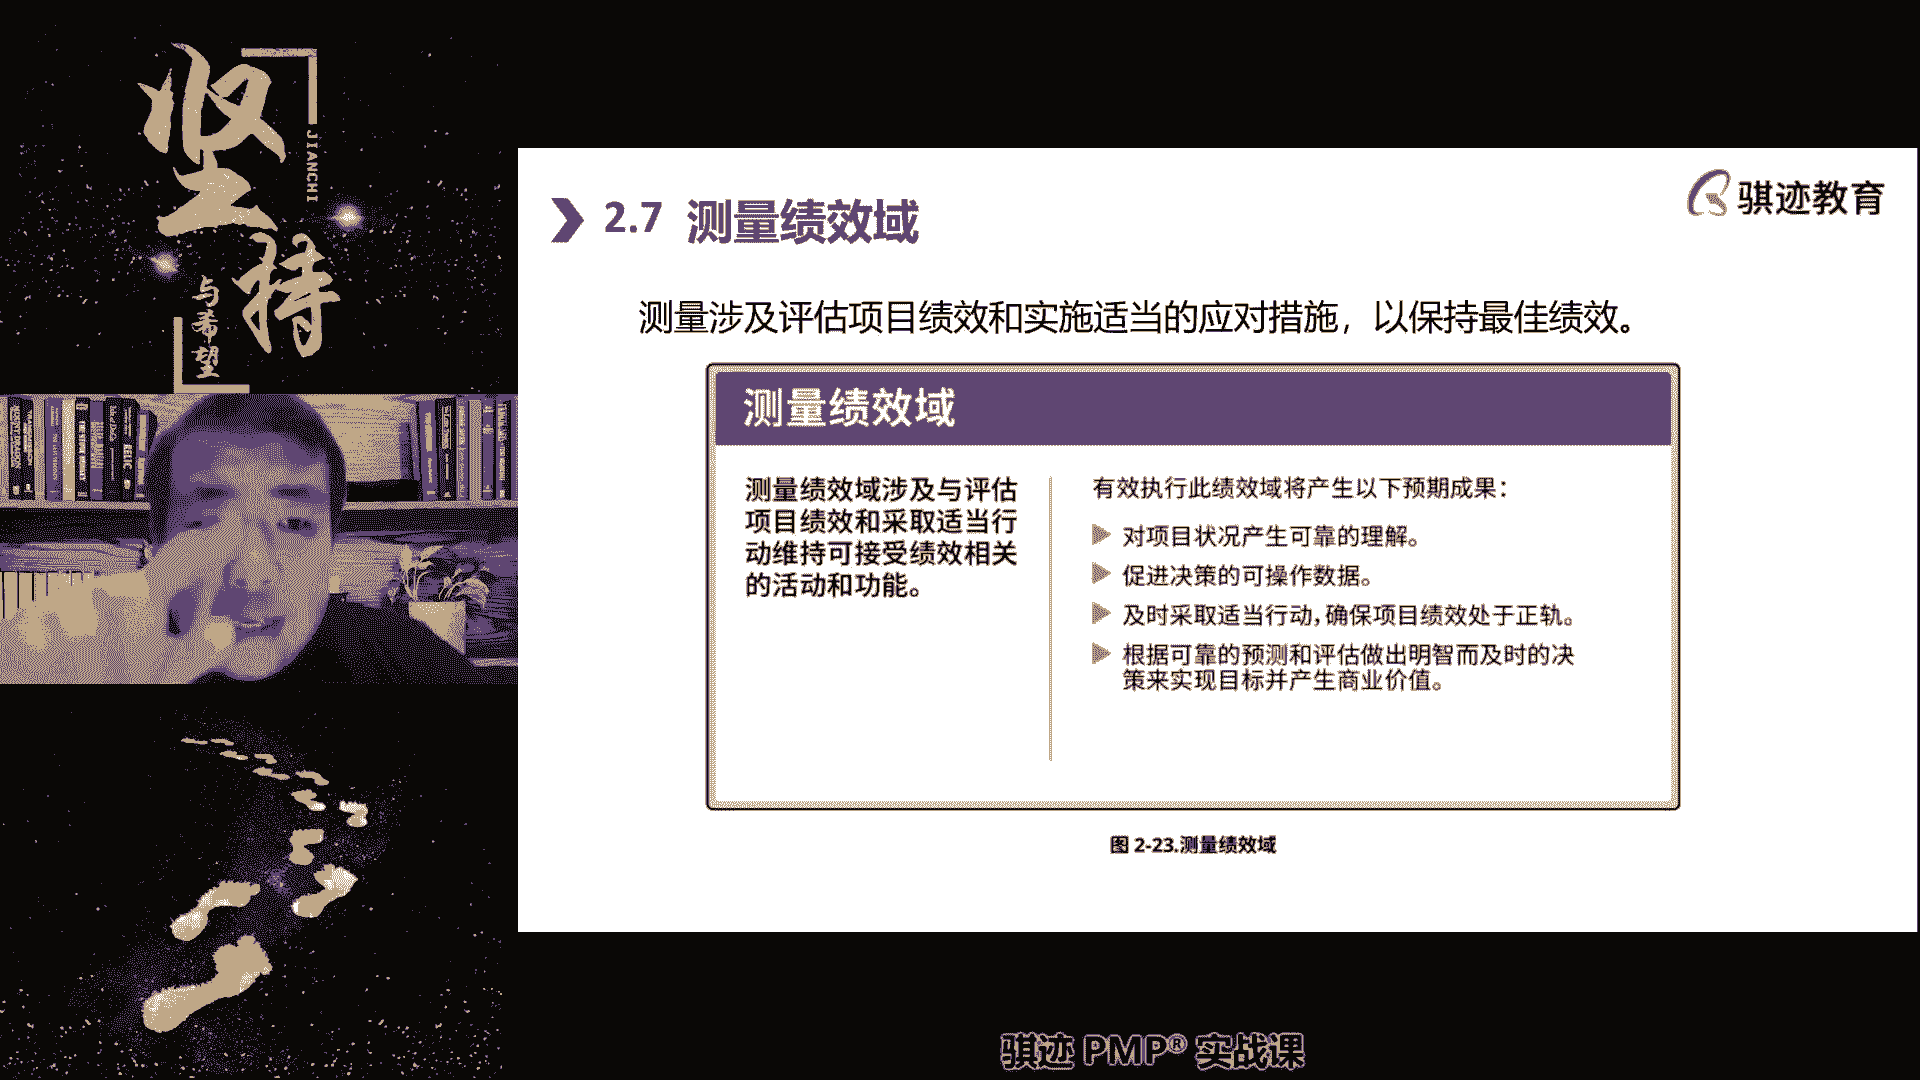 坚持
JIANCHI
与希望
骐迹教育
2.7 测量绩效域
测量涉及评估项目绩效和实施适当的应对措施，以保持最佳绩效。
测量绩效域
测量绩效域涉及与评估
项目绩效和采取适当行
动维持可接受绩效相关
的活动和功能。
有效执行此绩效域将产生以下预期成果：
对项目状况产生可靠的理解。
促进决策的可操作数据。
及时采取适当行动，确保项目绩效处于正轨。
根据可靠的预测和评估做出明智而及时的决
策来实现目标并产生商业价值。
图 2-23.测量绩效域
骐迹 PMP® 实战课